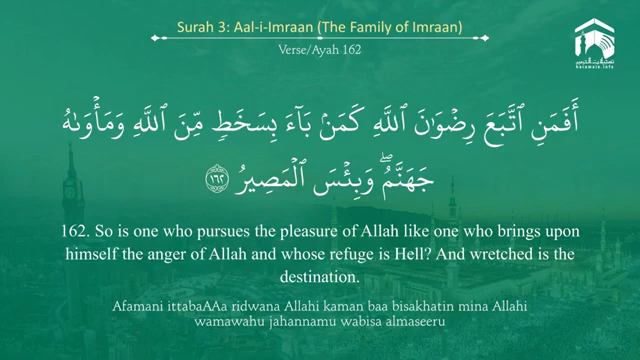 Surah 3: Aal-i-Imraan (The Family of Imraan)
Verse/Ayah 162
haramain.info
أَفَمَنِ ٱتَّبَعَ رِضْوَٰنَ ٱللَّهِ كَمَنۢ بَآءَ بِسَخَطٍ مِّنَ ٱللَّهِ وَمَأْوَىٰهُ
جَهَنَّمُ ۖ وَبِئْسَ ٱلْمَصِيرُ ١٦٢
162. So is one who pursues the pleasure of Allah like one who brings upon
himself the anger of Allah and whose refuge is Hell? And wretched is the
destination.
Afamani ittabaAAa ridwana Allahi kaman baa bisakhatin mina Allahi
wamawahu jahannamu wabisa almaseeru